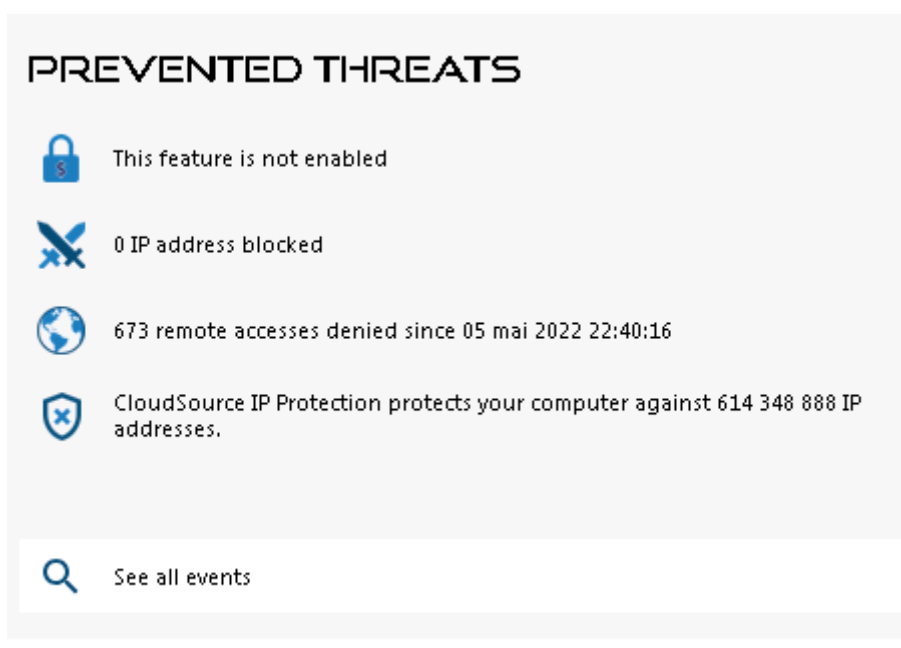 PREVENTED THREATS
This feature is not enabled
0 IP address blocked
673 remote accesses denied since 05 mai 2022 22:40:16
CloudSource IP Protection protects your computer against 614 348 888 IP
addresses.
See all events